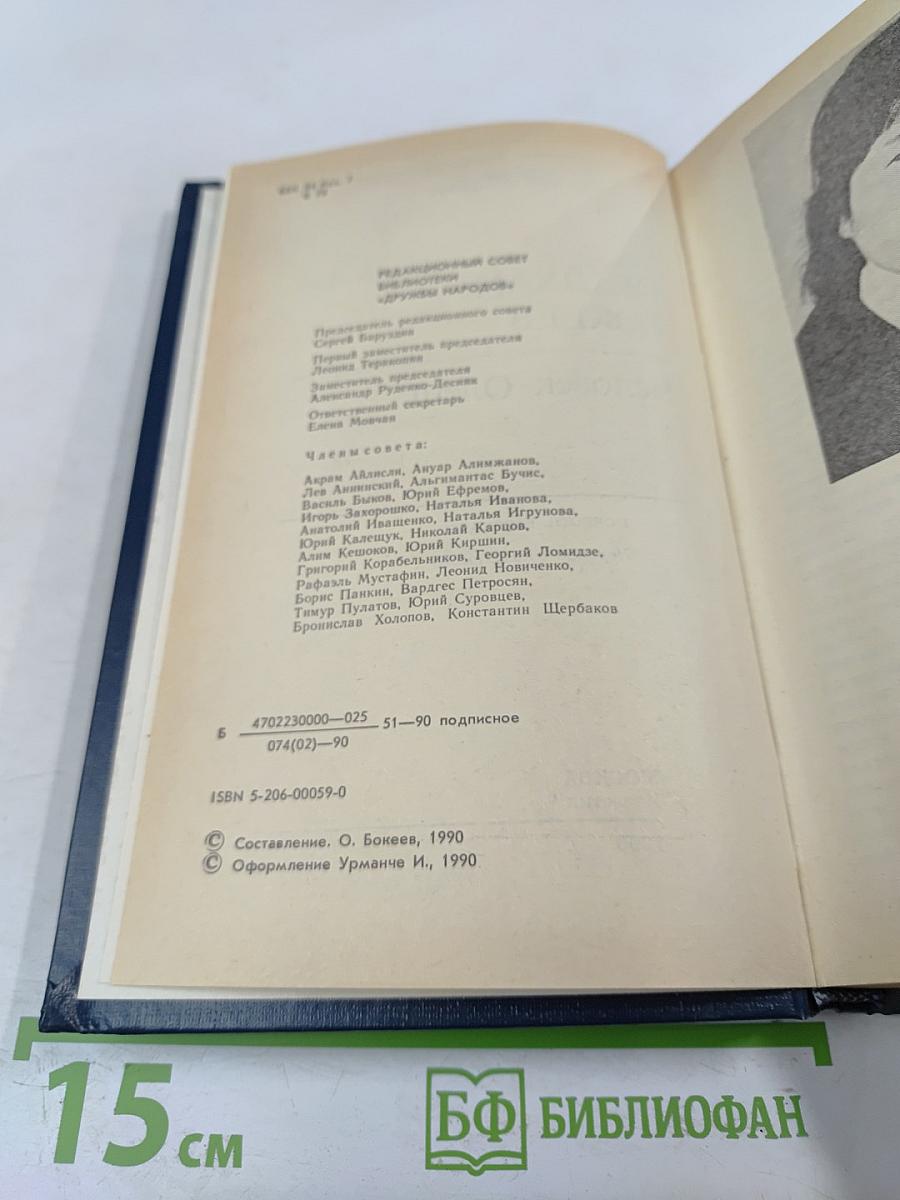 РЕДАКЦИОННЫЙ СОВЕТ
БИБЛИОТЕКИ
«ДРУЖБЫ НАРОДОВ»
Председатель редакционного совета
Сергей Баруздин
Первый заместитель председателя
Леонид Теракопян
Заместитель председателя
Александр Руденко-Десняк
Ответственный секретарь
Елена Мовчан
Члены совета:
Акрам Айлисли, Ануар Алимжанов,
Лев Аннинский, Альгимантас Бучис,
Василь Быков, Юрий Ефремов,
Игорь Захорошко, Наталья Иванова,
Анатолий Иващенко, Наталья Игрунова,
Юрий Калещук, Николай Карцов,
Алим Кешоков, Юрий Киршин,
Григорий Корабельников, Георгий Ломидзе,
Рафаэль Мустафин, Леонид Новиченко,
Борис Панкин, Вардгес Петросян,
Тимур Пулатов, Юрий Суровцев,
Бронислав Холопов, Константин Щербаков
Б 4702230000—025 51—90 подписное
074(02)—90
ISBN 5-206-00059-0
© Составление. О. Бокеев, 1990
© Оформление Урманче И., 1990
15 см
БФ БИБЛИОФАН